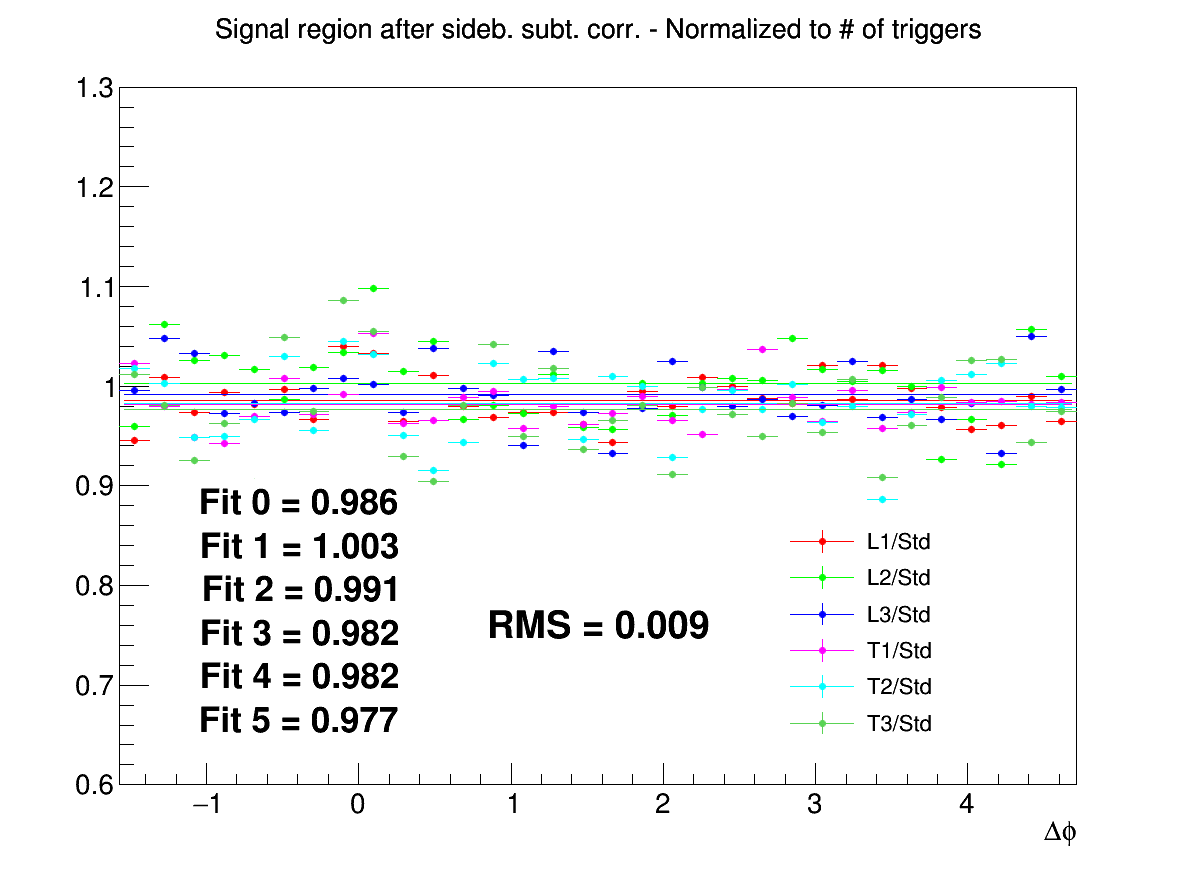 Signal region after sideb. subt. corr. - Normalized to # of triggers
1.3
1.2
1.1
1
0.9
0.8
0.7
0.6
Fit 0 = 0.986
Fit 1 = 1.003
Fit 2 = 0.991
Fit 3 = 0.982
Fit 4 = 0.982
Fit 5 = 0.977
RMS = 0.009
L1/Std
L2/Std
L3/Std
T1/Std
T2/Std
T3/Std
−1 0 1 2 3 4
Δϕ